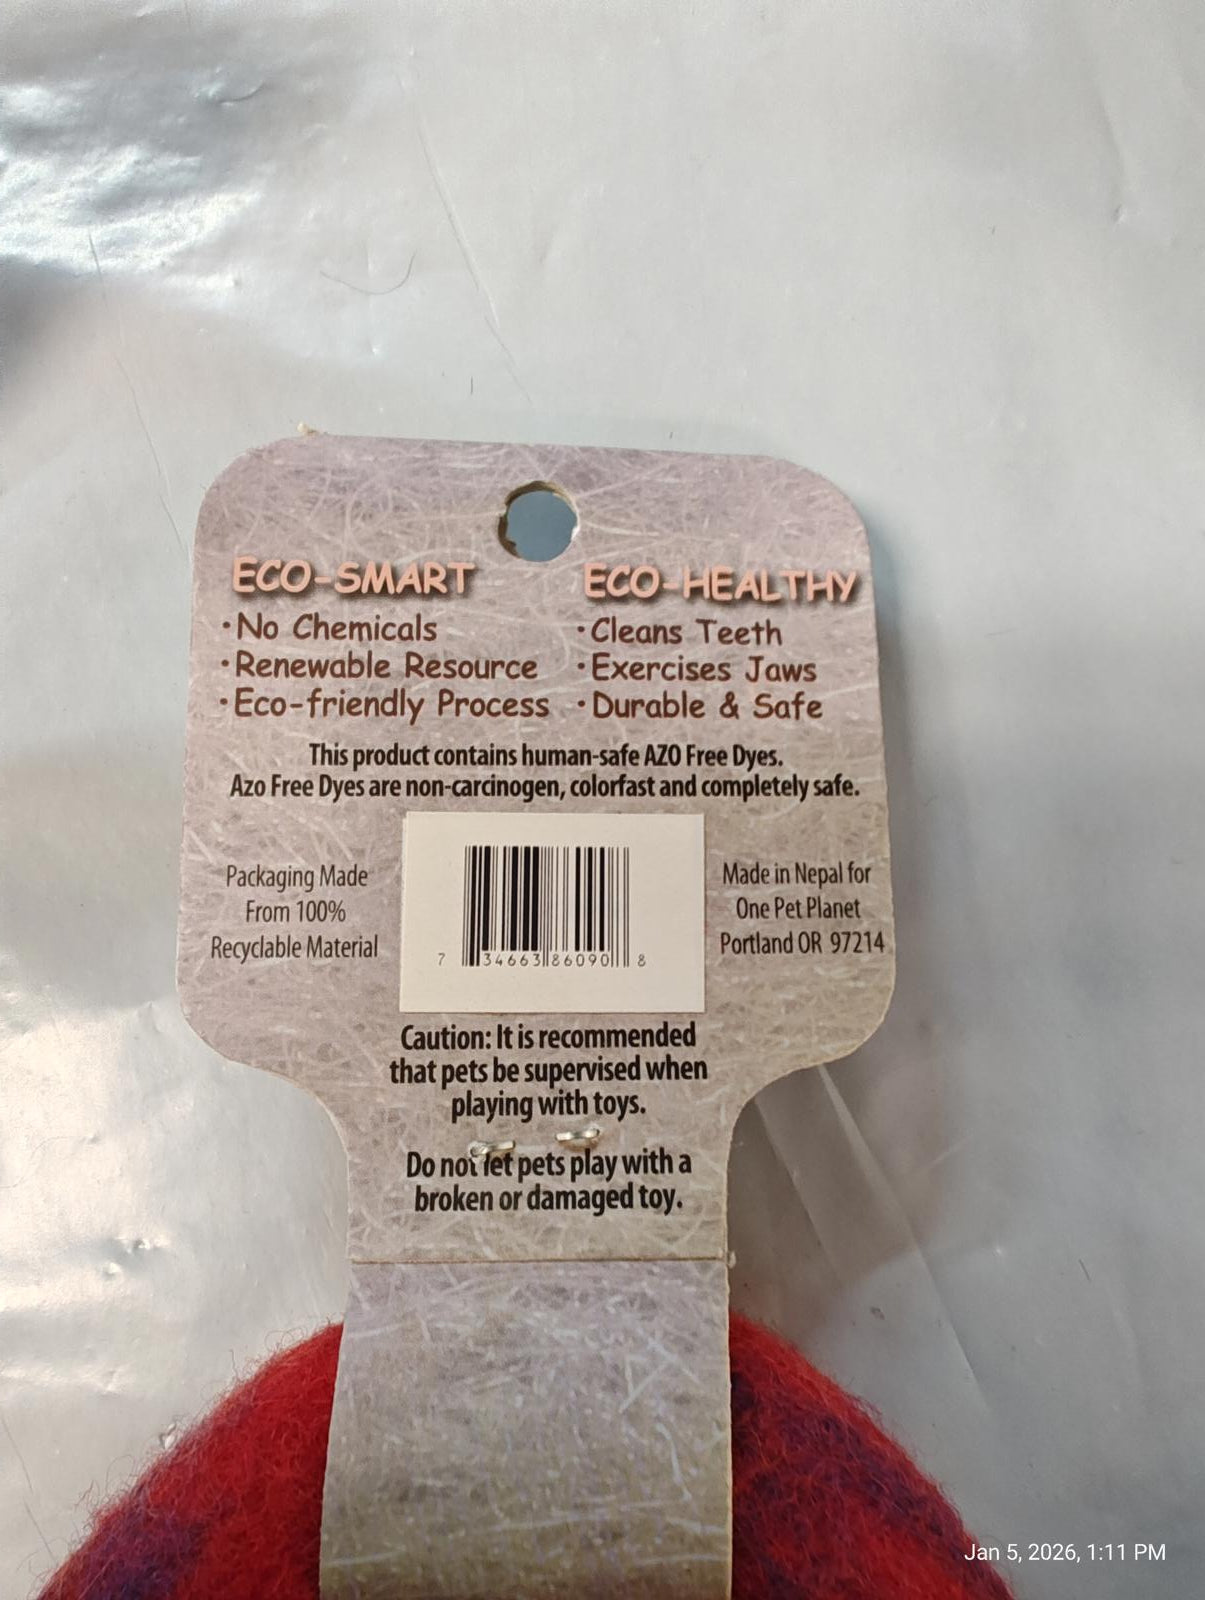 ECO-SMART
• No Chemicals
• Renewable Resource
• Eco-friendly Process
ECO-HEALTHY
• Cleans Teeth
• Exercises Jaws
• Durable & Safe
This product contains human-safe AZO Free Dyes.
Azo Free Dyes are non-carcinogen, colorfast and completely safe.
Packaging Made
From 100%
Recyclable Material
7 34663 86090 8
Made in Nepal for
One Pet Planet
Portland OR 97214
Caution: It is recommended
that pets be supervised when
playing with toys.
Do not let pets play with a
broken or damaged toy.
Jan 5, 2026, 1:11 PM